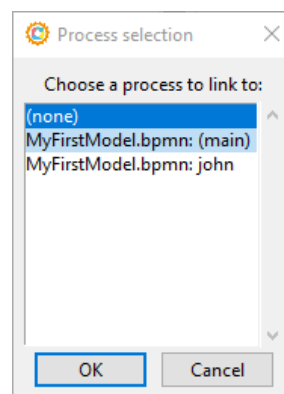 Process selection
Choose a process to link to:
(none)
MyFirstModel.bpmn: (main)
MyFirstModel.bpmn: john
OK
Cancel